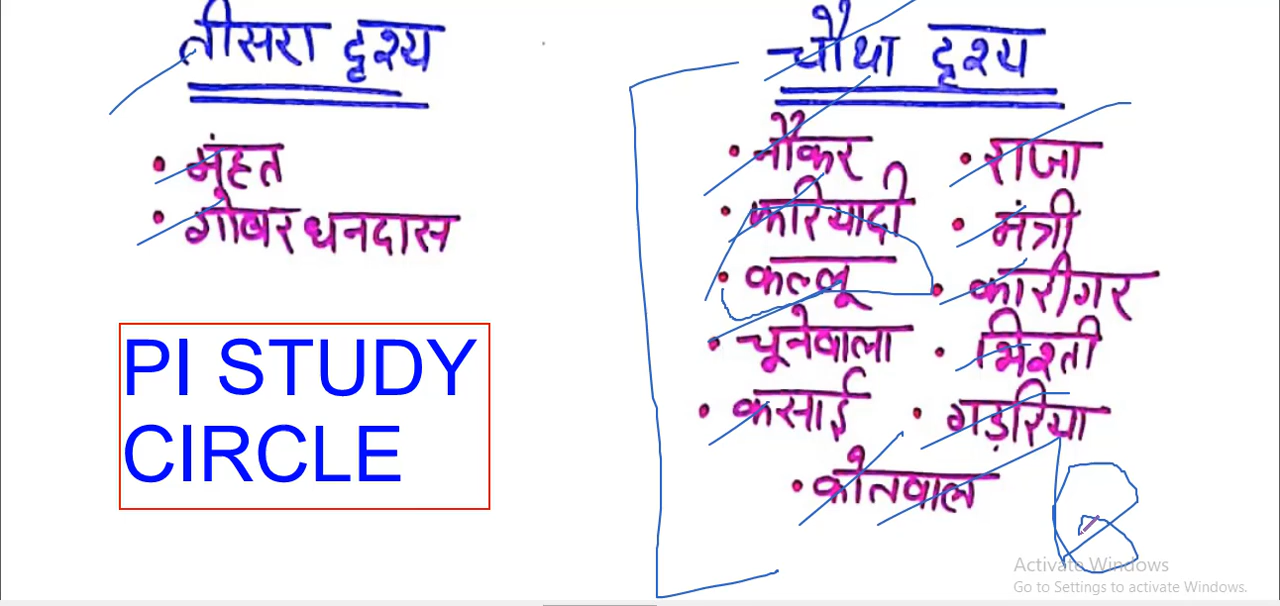 तीसरा दृश्य
• मंहत
• गोबरधनदास
PI STUDY
CIRCLE
चौथा दृश्य
• नौकर
• राजा
• फरियादी
• मंत्री
• कल्लू
• कारीगर
• चूनेवाला
• भिश्ती
• कसाई
• गड़रिया
• कोतवाल
Activate Windows
Go to Settings to activate Windows.